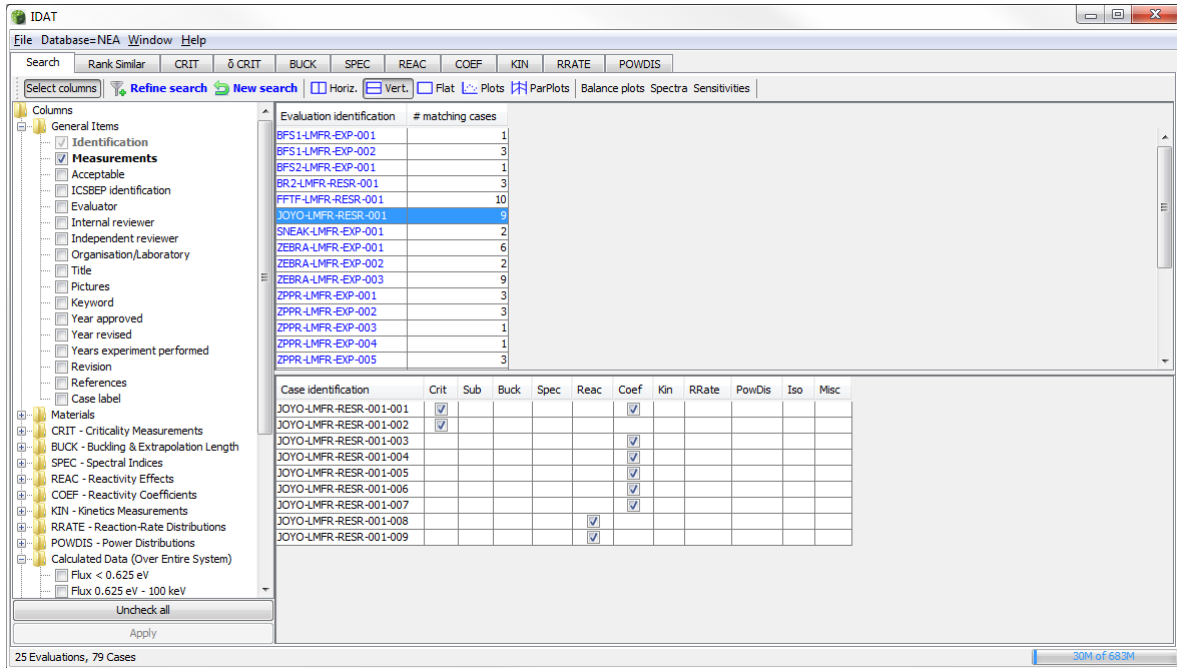 IDAT
File Database=NEA Window Help
Search Rank Similar CRIT δ CRIT BUCK SPEC REAC COEF KIN RRATE POWDIS
Select columns Refine search New search Horiz. Vert. Flat Plots ParPlots Balance plots Spectra Sensitivities
Columns
General Items
Identification
Measurements
Acceptable
ICSBEP identification
Evaluator
Internal reviewer
Independent reviewer
Organisation/Laboratory
Title
Pictures
Keyword
Year approved
Year revised
Years experiment performed
Revision
References
Case label
Materials
CRIT - Criticality Measurements
BUCK - Buckling & Extrapolation Length
SPEC - Spectral Indices
REAC - Reactivity Effects
COEF - Reactivity Coefficients
KIN - Kinetics Measurements
RRATE - Reaction-Rate Distributions
POWDIS - Power Distributions
Calculated Data (Over Entire System)
Flux < 0.625 eV
Flux 0.625 eV - 100 keV
Uncheck all
Apply
Evaluation identification # matching cases
BFS1-LMFR-EXP-001 1
BFS1-LMFR-EXP-002 3
BFS2-LMFR-EXP-001 1
BR2-LMFR-RESR-001 3
FFTF-LMFR-RESR-001 10
JOYO-LMFR-RESR-001 9
SNEAK-LMFR-EXP-001 2
ZEBRA-LMFR-EXP-001 6
ZEBRA-LMFR-EXP-002 2
ZEBRA-LMFR-EXP-003 9
ZPPR-LMFR-EXP-001 3
ZPPR-LMFR-EXP-002 3
ZPPR-LMFR-EXP-003 1
ZPPR-LMFR-EXP-004 1
ZPPR-LMFR-EXP-005 3
Case identification Crit Sub Buck Spec Reac Coef Kin RRate PowDis Iso Misc
JOYO-LMFR-RESR-001-001
JOYO-LMFR-RESR-001-002
JOYO-LMFR-RESR-001-003
JOYO-LMFR-RESR-001-004
JOYO-LMFR-RESR-001-005
JOYO-LMFR-RESR-001-006
JOYO-LMFR-RESR-001-007
JOYO-LMFR-RESR-001-008
JOYO-LMFR-RESR-001-009
25 Evaluations, 79 Cases 30M of 683M